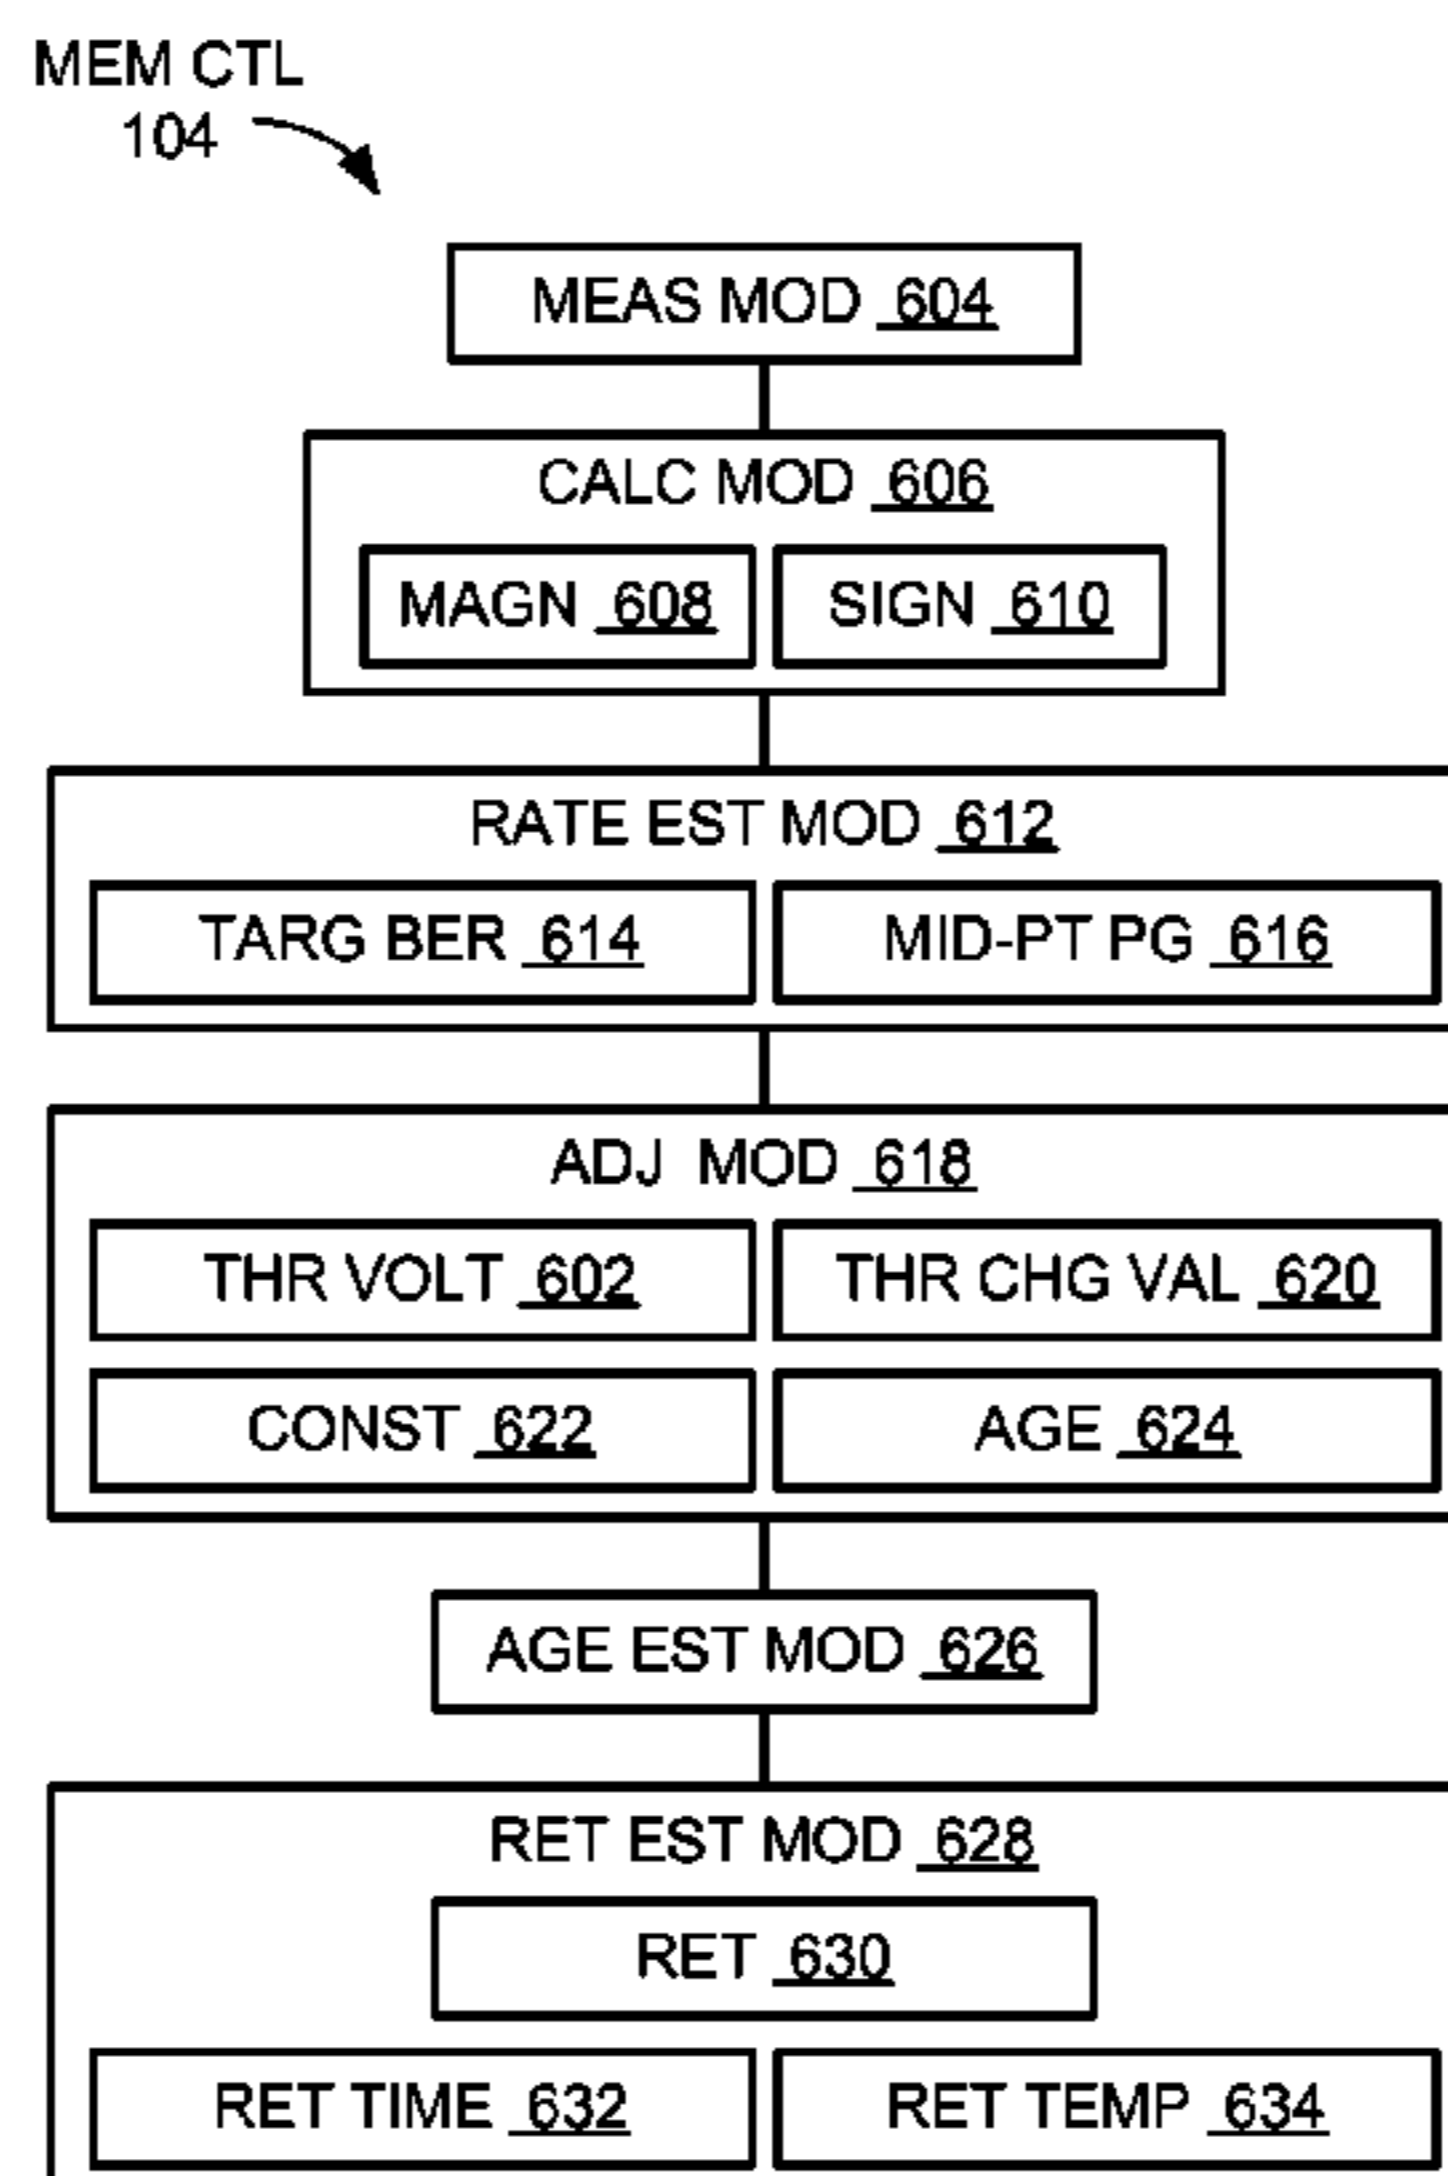 MEM CTL
104
MEAS MOD 604
CALC MOD 606
MAGN 608 SIGN 610
RATE EST MOD 612
TARG BER 614 MID-PT PG 616
ADJ MOD 618
THR VOLT 602 THR CHG VAL 620
CONST 622 AGE 624
AGE EST MOD 626
RET EST MOD 628
RET 630
RET TIME 632 RET TEMP 634